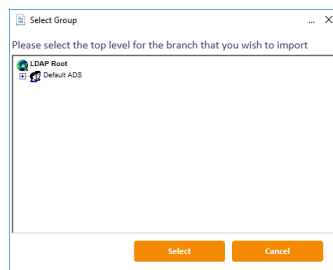 Select Group
...
Please select the top level for the branch that you wish to import
LDAP Root
Default ADS
Select
Cancel